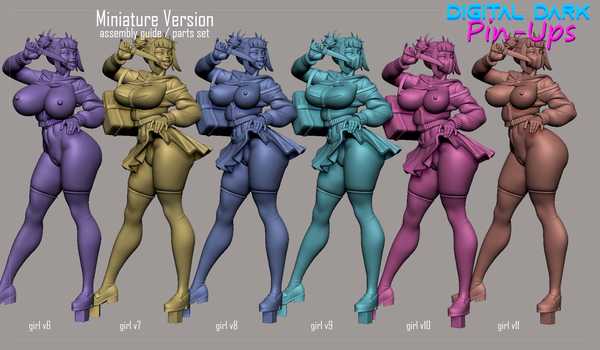 Miniature Version
assembly guide / parts set
DIGITAL DARK
Pin-Ups
girl v6
girl v7
girl v8
girl v9
girl v10
girl v11